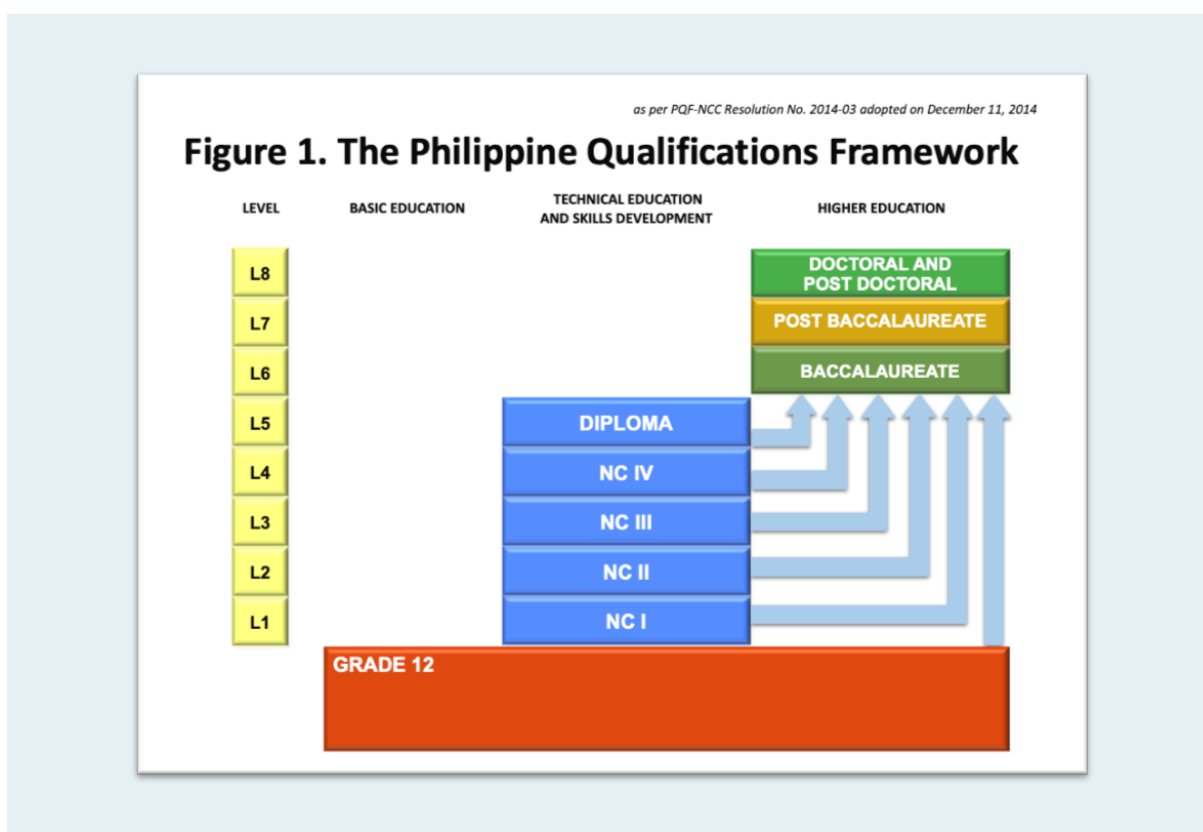 as per PQF-NCC Resolution No. 2014-03 adopted on December 11, 2014
Figure 1. The Philippine Qualifications Framework
LEVEL
BASIC EDUCATION
TECHNICAL EDUCATION
AND SKILLS DEVELOPMENT
HIGHER EDUCATION
L8
DOCTORAL AND
POST DOCTORAL
L7
POST BACCALAUREATE
L6
BACCALAUREATE
L5
DIPLOMA
L4
NC IV
L3
NC III
L2
NC II
L1
NC I
GRADE 12